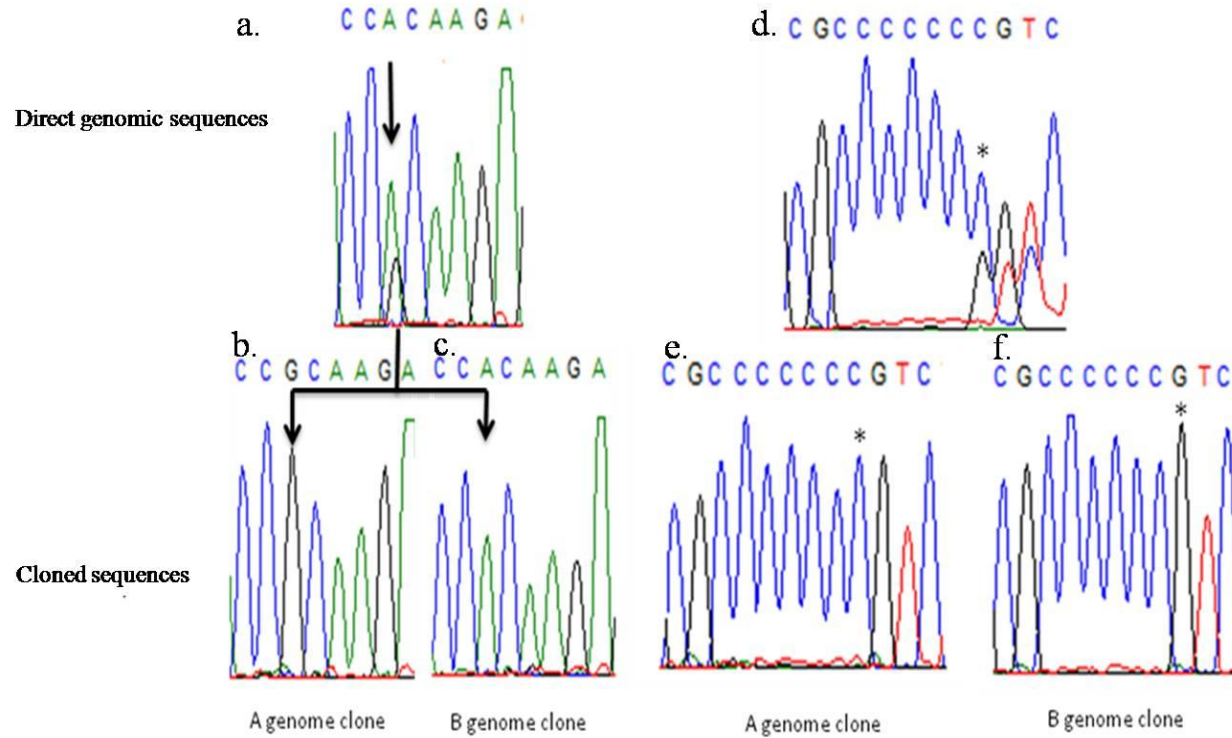 a.
C C A C A A G A
d.
C G C C C C C C C G T C
Direct genomic sequences
*
b.
C C G C A A G A
c.
C C A C A A G A
e.
C G C C C C C C C G T C
f.
C G C C C C C C G T C
*
*
Cloned sequences
A genome clone
B genome clone
A genome clone
B genome clone